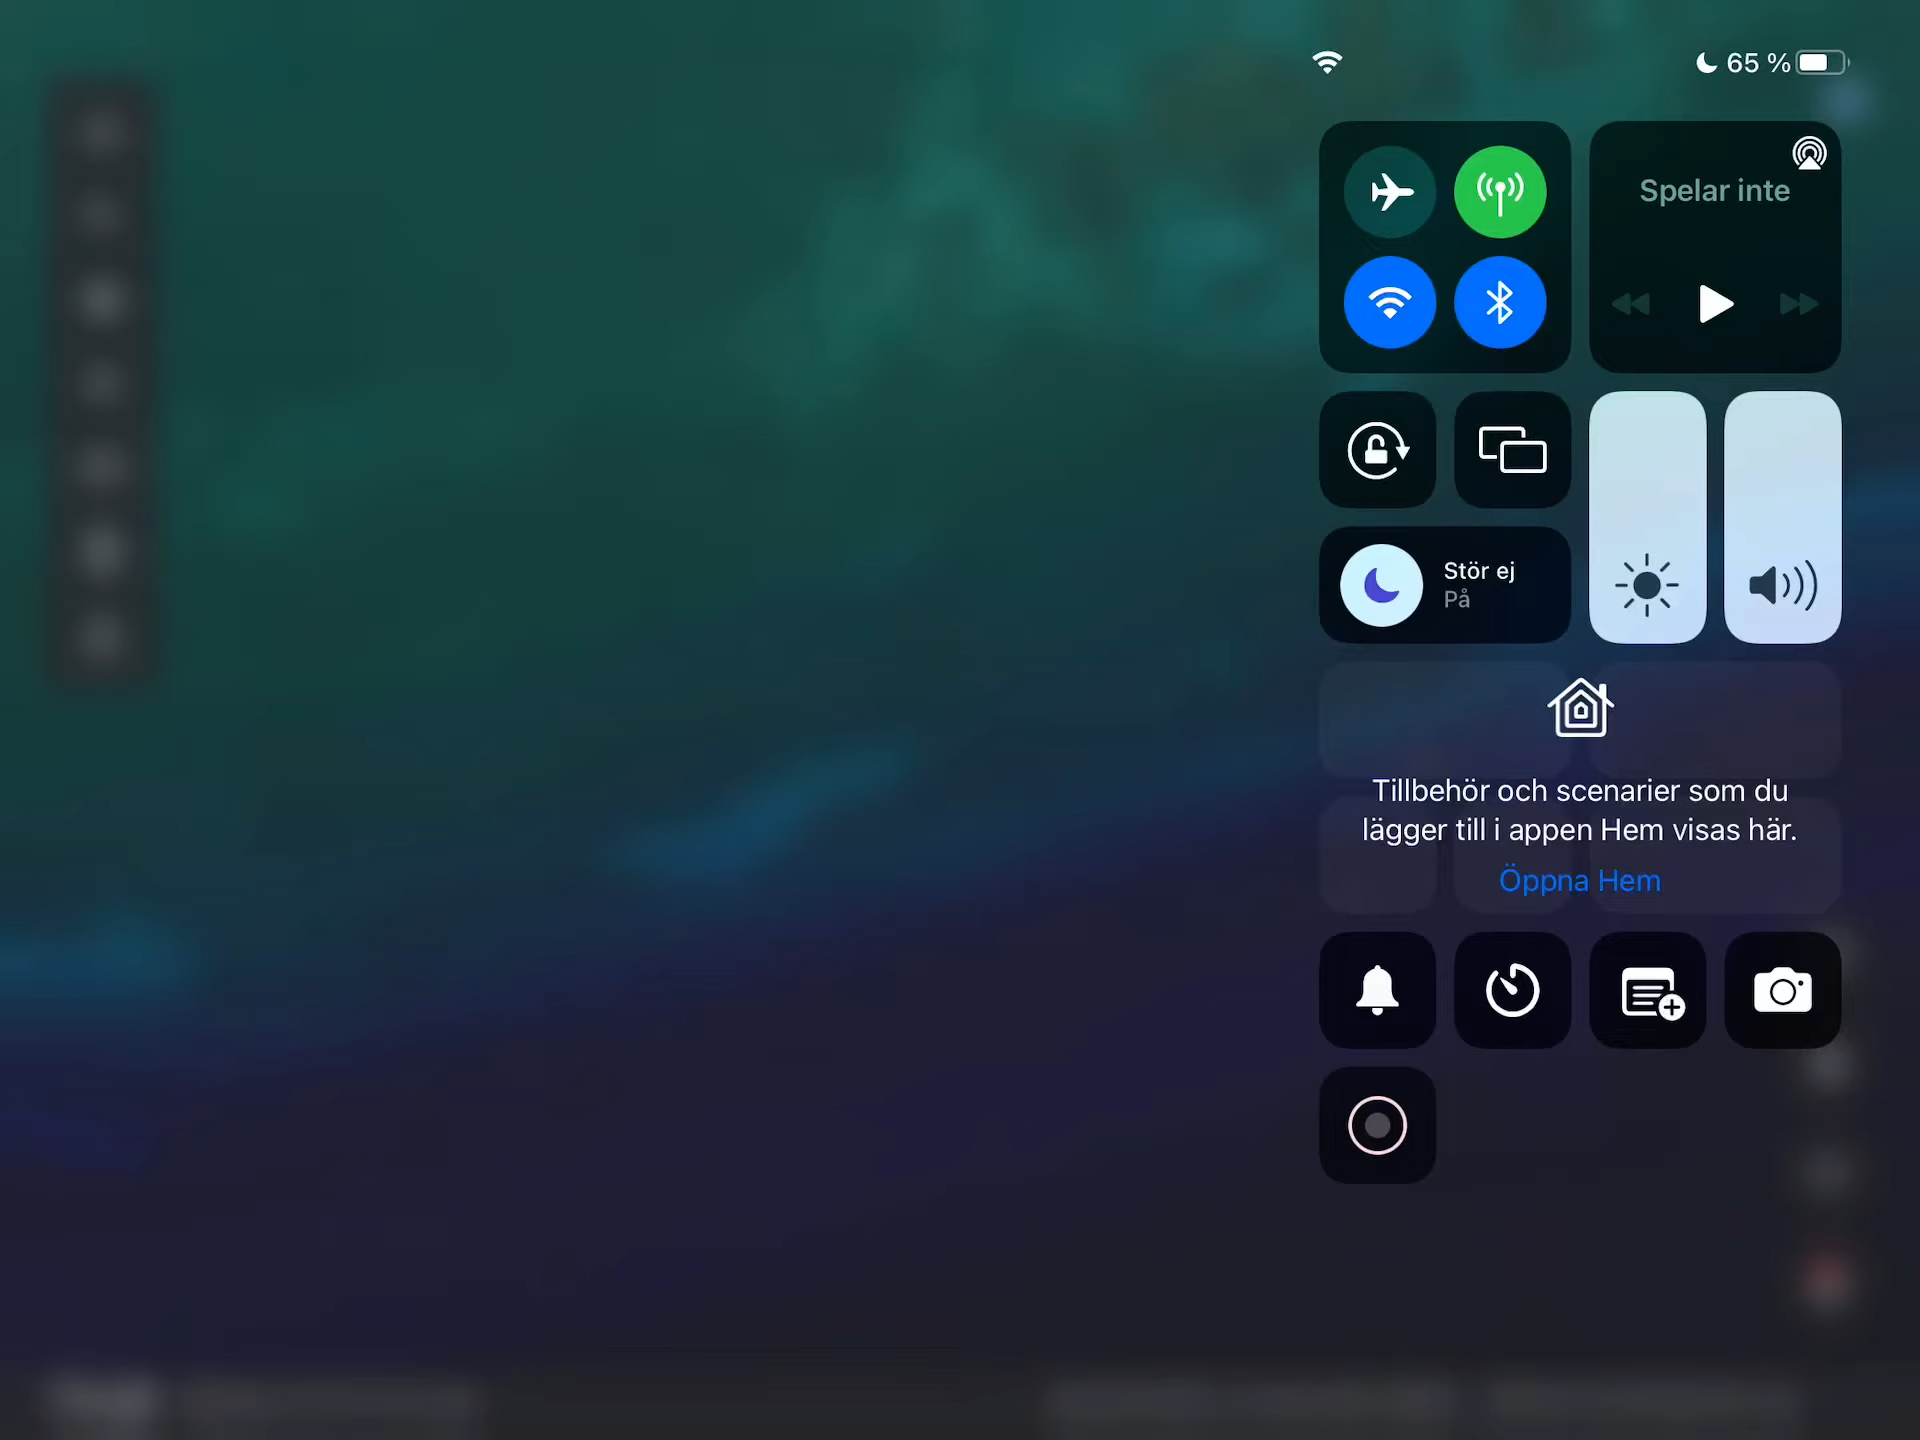 65 %
Spelar inte
Stör ej
På
Tillbehör och scenarier som du
lägger till i appen Hem visas här.
Öppna Hem